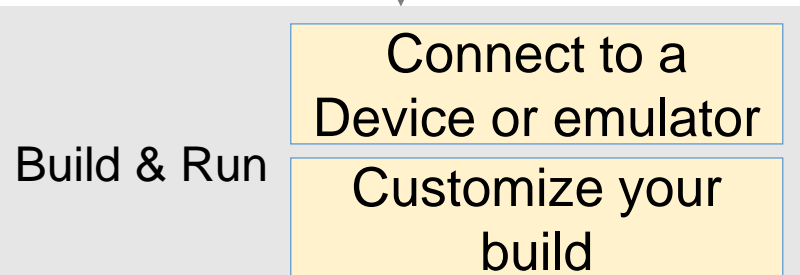 Build & Run
Connect to a
Device or emulator
Customize your
build